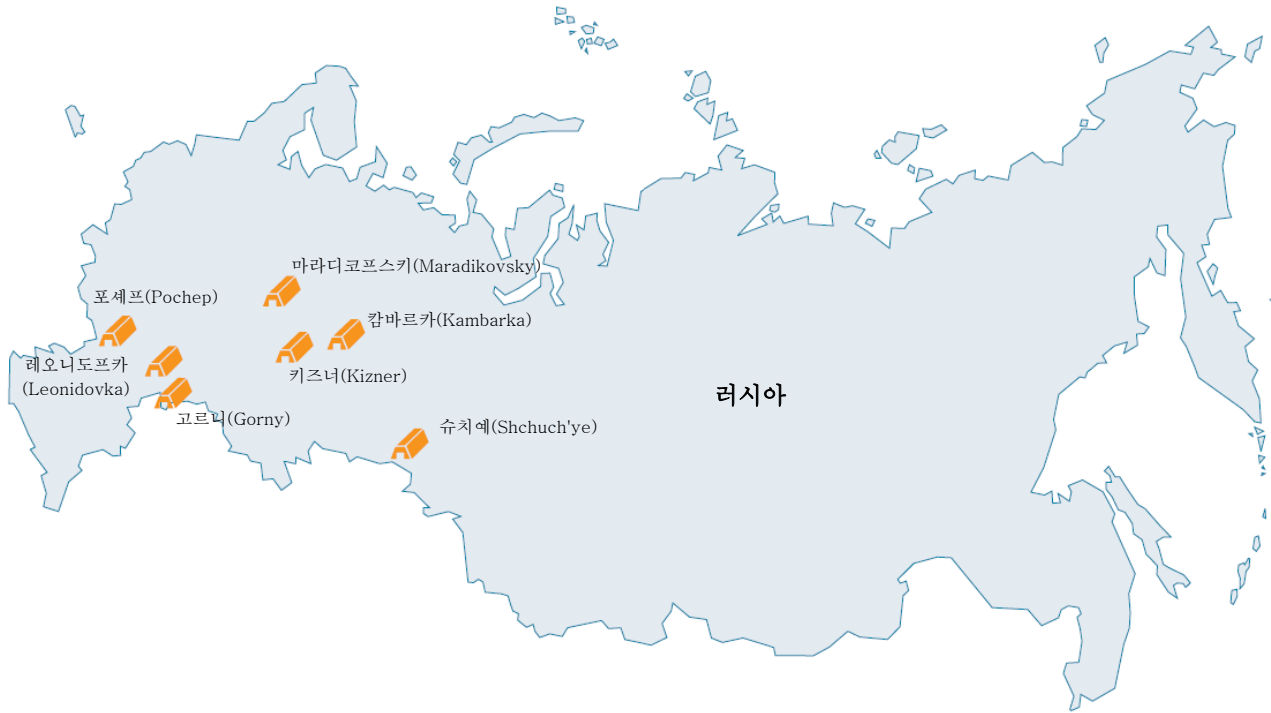 마라디코프스키(Maradikovsky)
포셰프(Pochep)
캄바르카(Kambarka)
레오니도프카
(Leonidovka)
키즈너(Kizner)
러시아
고르니(Gorny)
슈치예(Shchuch'ye)